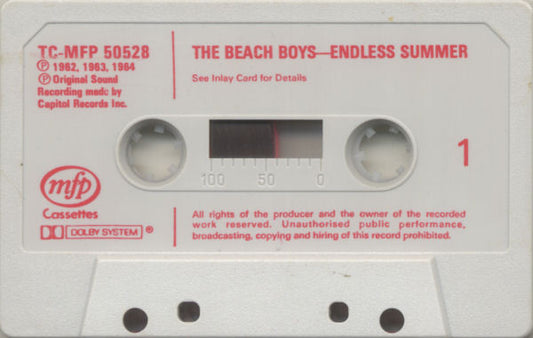 TC-MFP 50528
Ⓟ 1962, 1963, 1964
Ⓟ Original Sound
Recording made by
Capitol Records Inc.
THE BEACH BOYS—ENDLESS SUMMER
See Inlay Card for Details
100 50 0
1
mfp
Cassettes
DOLBY SYSTEM ®
All rights of the producer and the owner of the recorded
work reserved. Unauthorised public performance,
broadcasting, copying and hiring of this record prohibited.